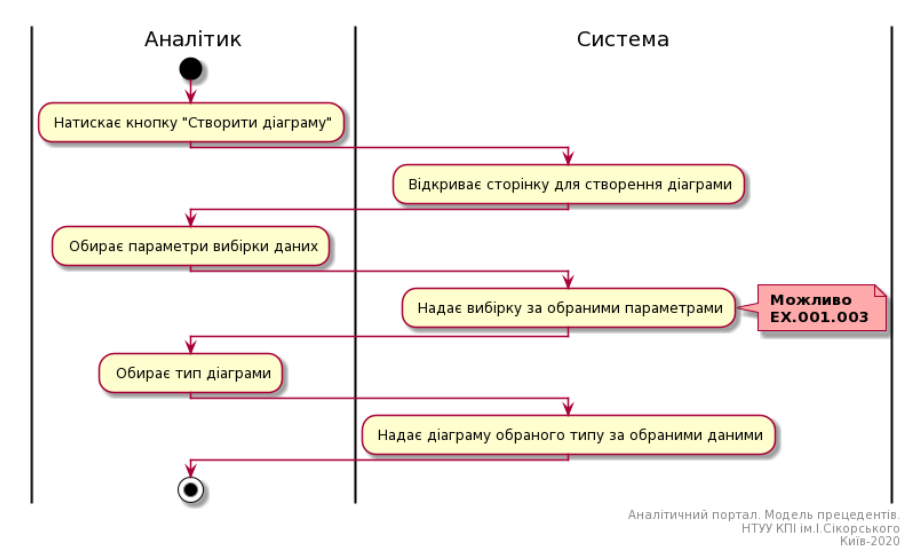 Аналітик
Система
Натискає кнопку "Створити діаграму"
Відкриває сторінку для створення діаграми
Обирає параметри вибірки даних
Надає вибірку за обраними параметрами
Можливо
EX.001.003
Обирає тип діаграми
Надає діаграму обраного типу за обраними даними
Аналітичний портал. Модель прецедентів.
НТУУ КПІ ім.І.Сікорського
Київ-2020